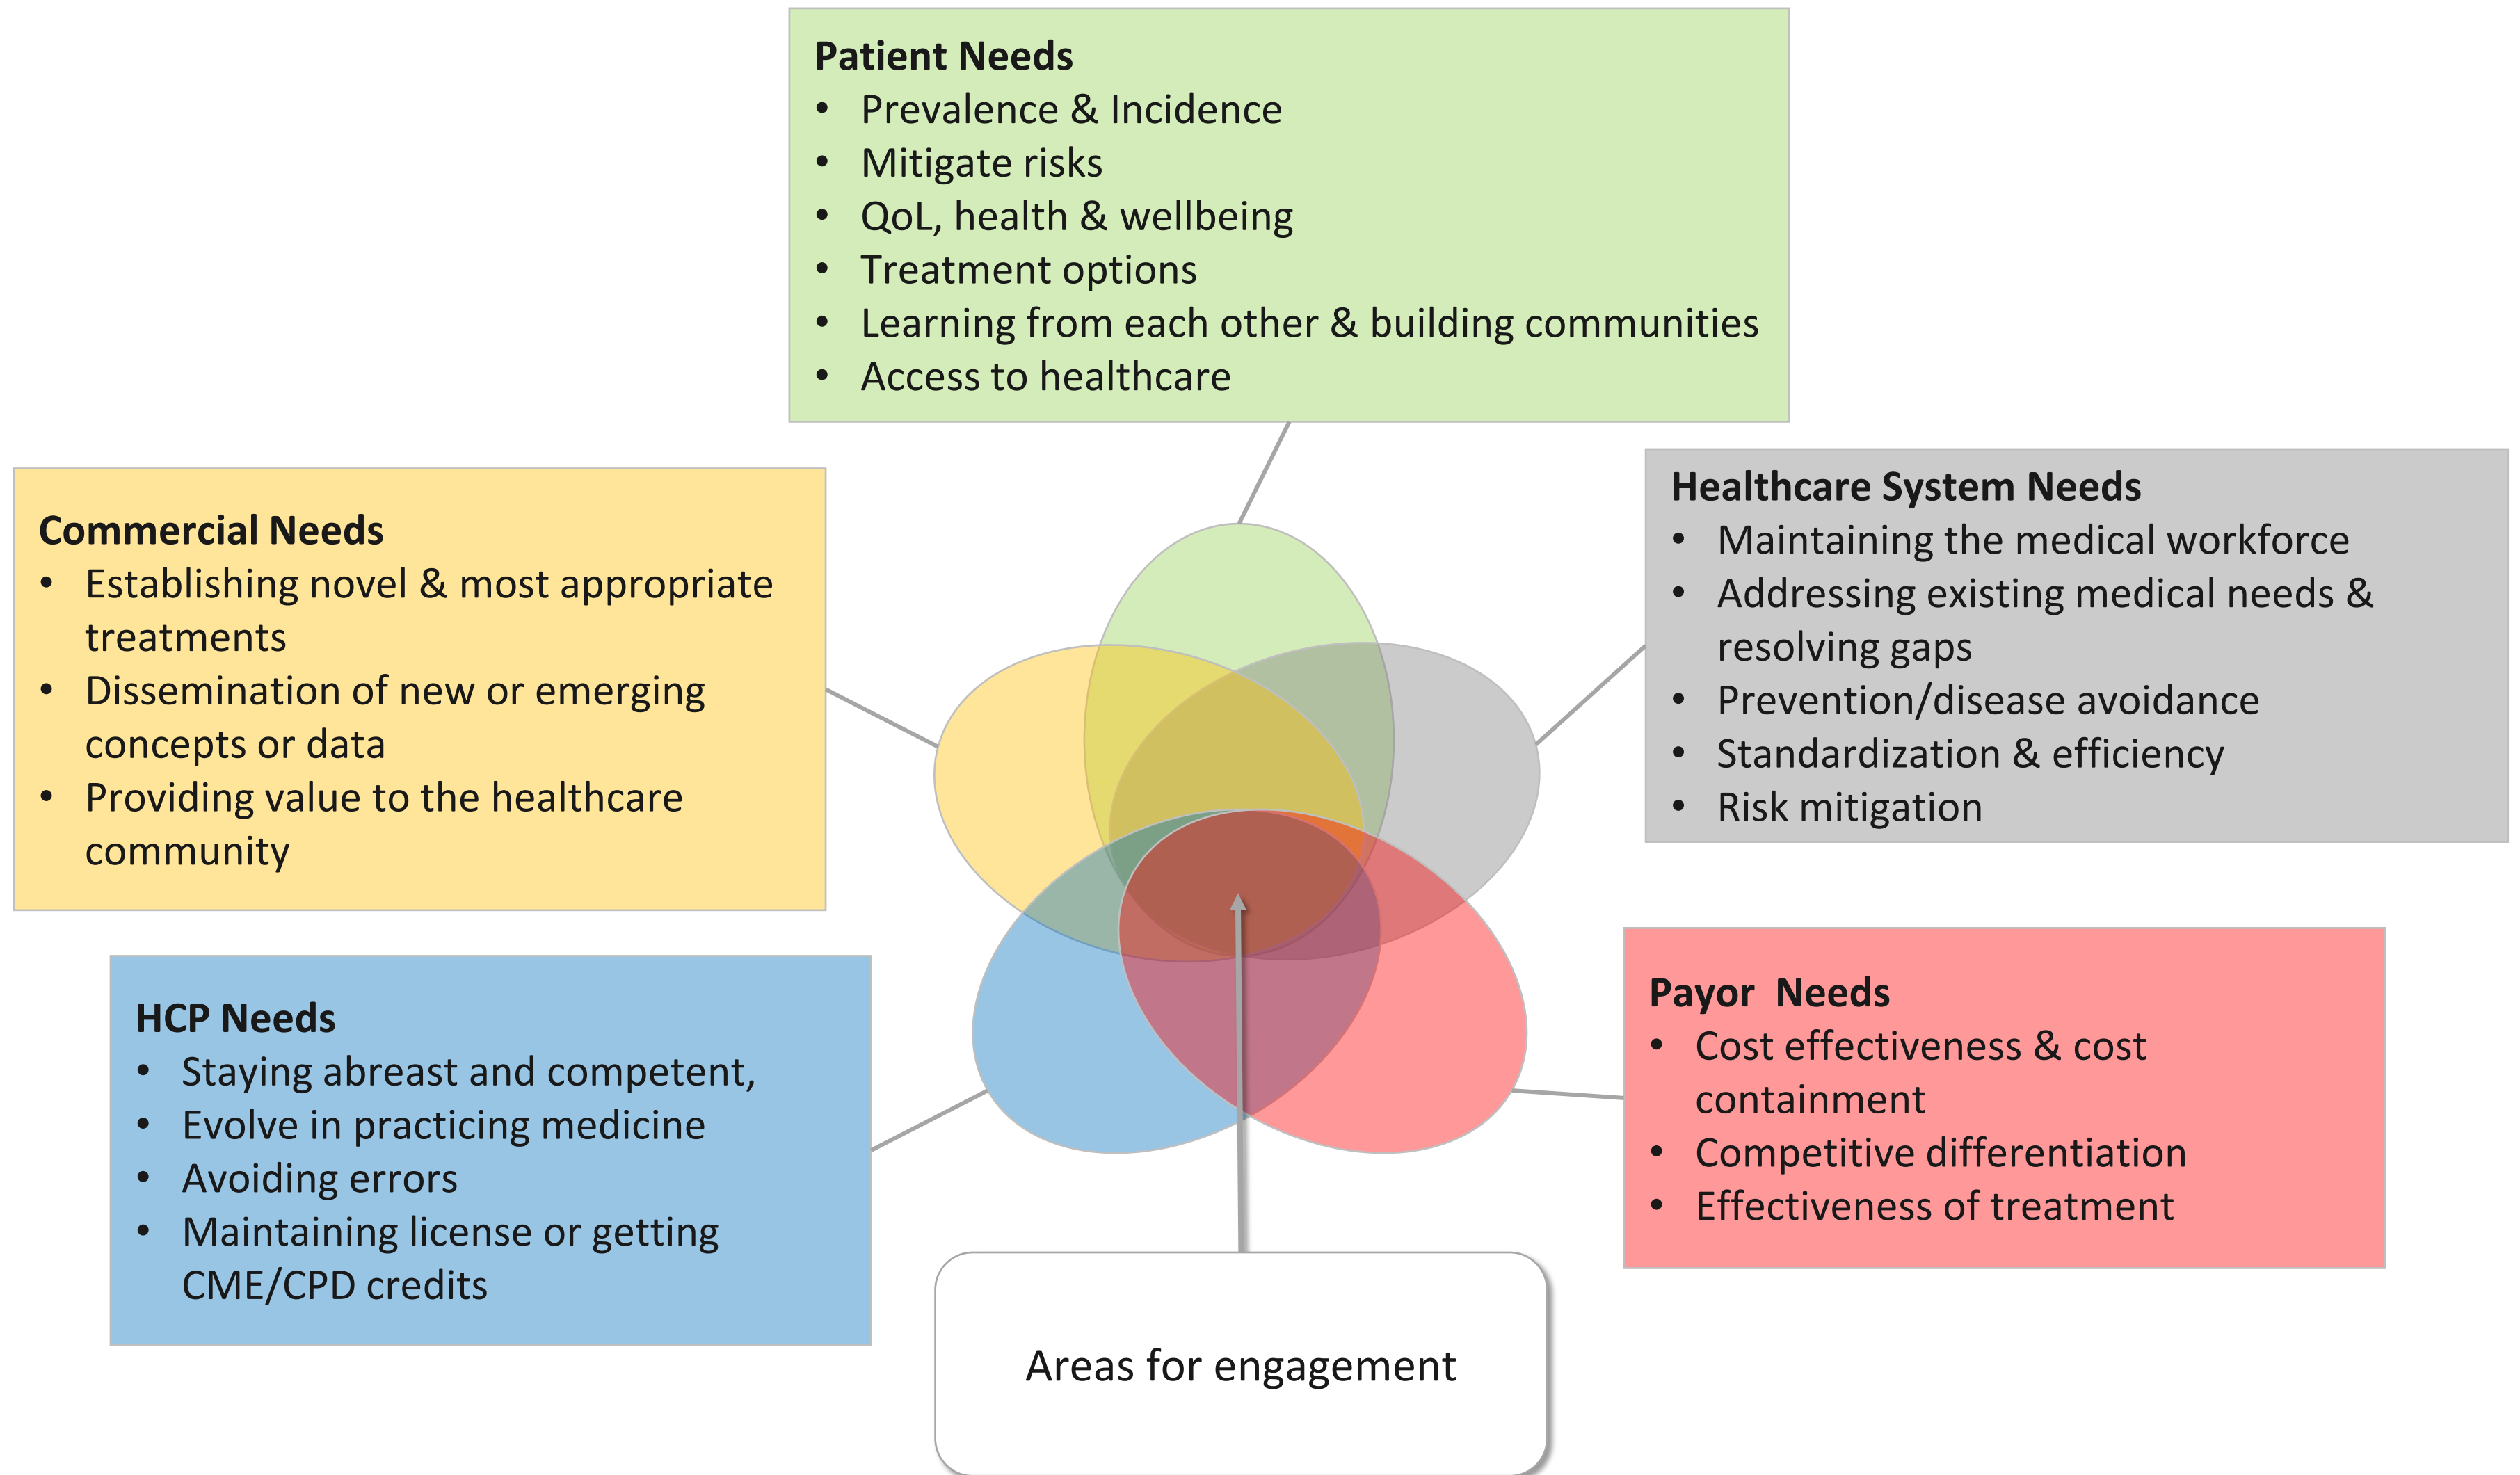 Patient Needs
• Prevalence & Incidence
• Mitigate risks
• QoL, health & wellbeing
• Treatment options
• Learning from each other & building communities
• Access to healthcare
Commercial Needs
• Establishing novel & most appropriate
treatments
• Dissemination of new or emerging
concepts or data
• Providing value to the healthcare
community
Healthcare System Needs
• Maintaining the medical workforce
• Addressing existing medical needs &
resolving gaps
• Prevention/disease avoidance
• Standardization & efficiency
• Risk mitigation
HCP Needs
• Staying abreast and competent,
• Evolve in practicing medicine
• Avoiding errors
• Maintaining license or getting
CME/CPD credits
Payor  Needs
• Cost effectiveness & cost
containment
• Competitive differentiation
• Effectiveness of treatment
Areas for engagement